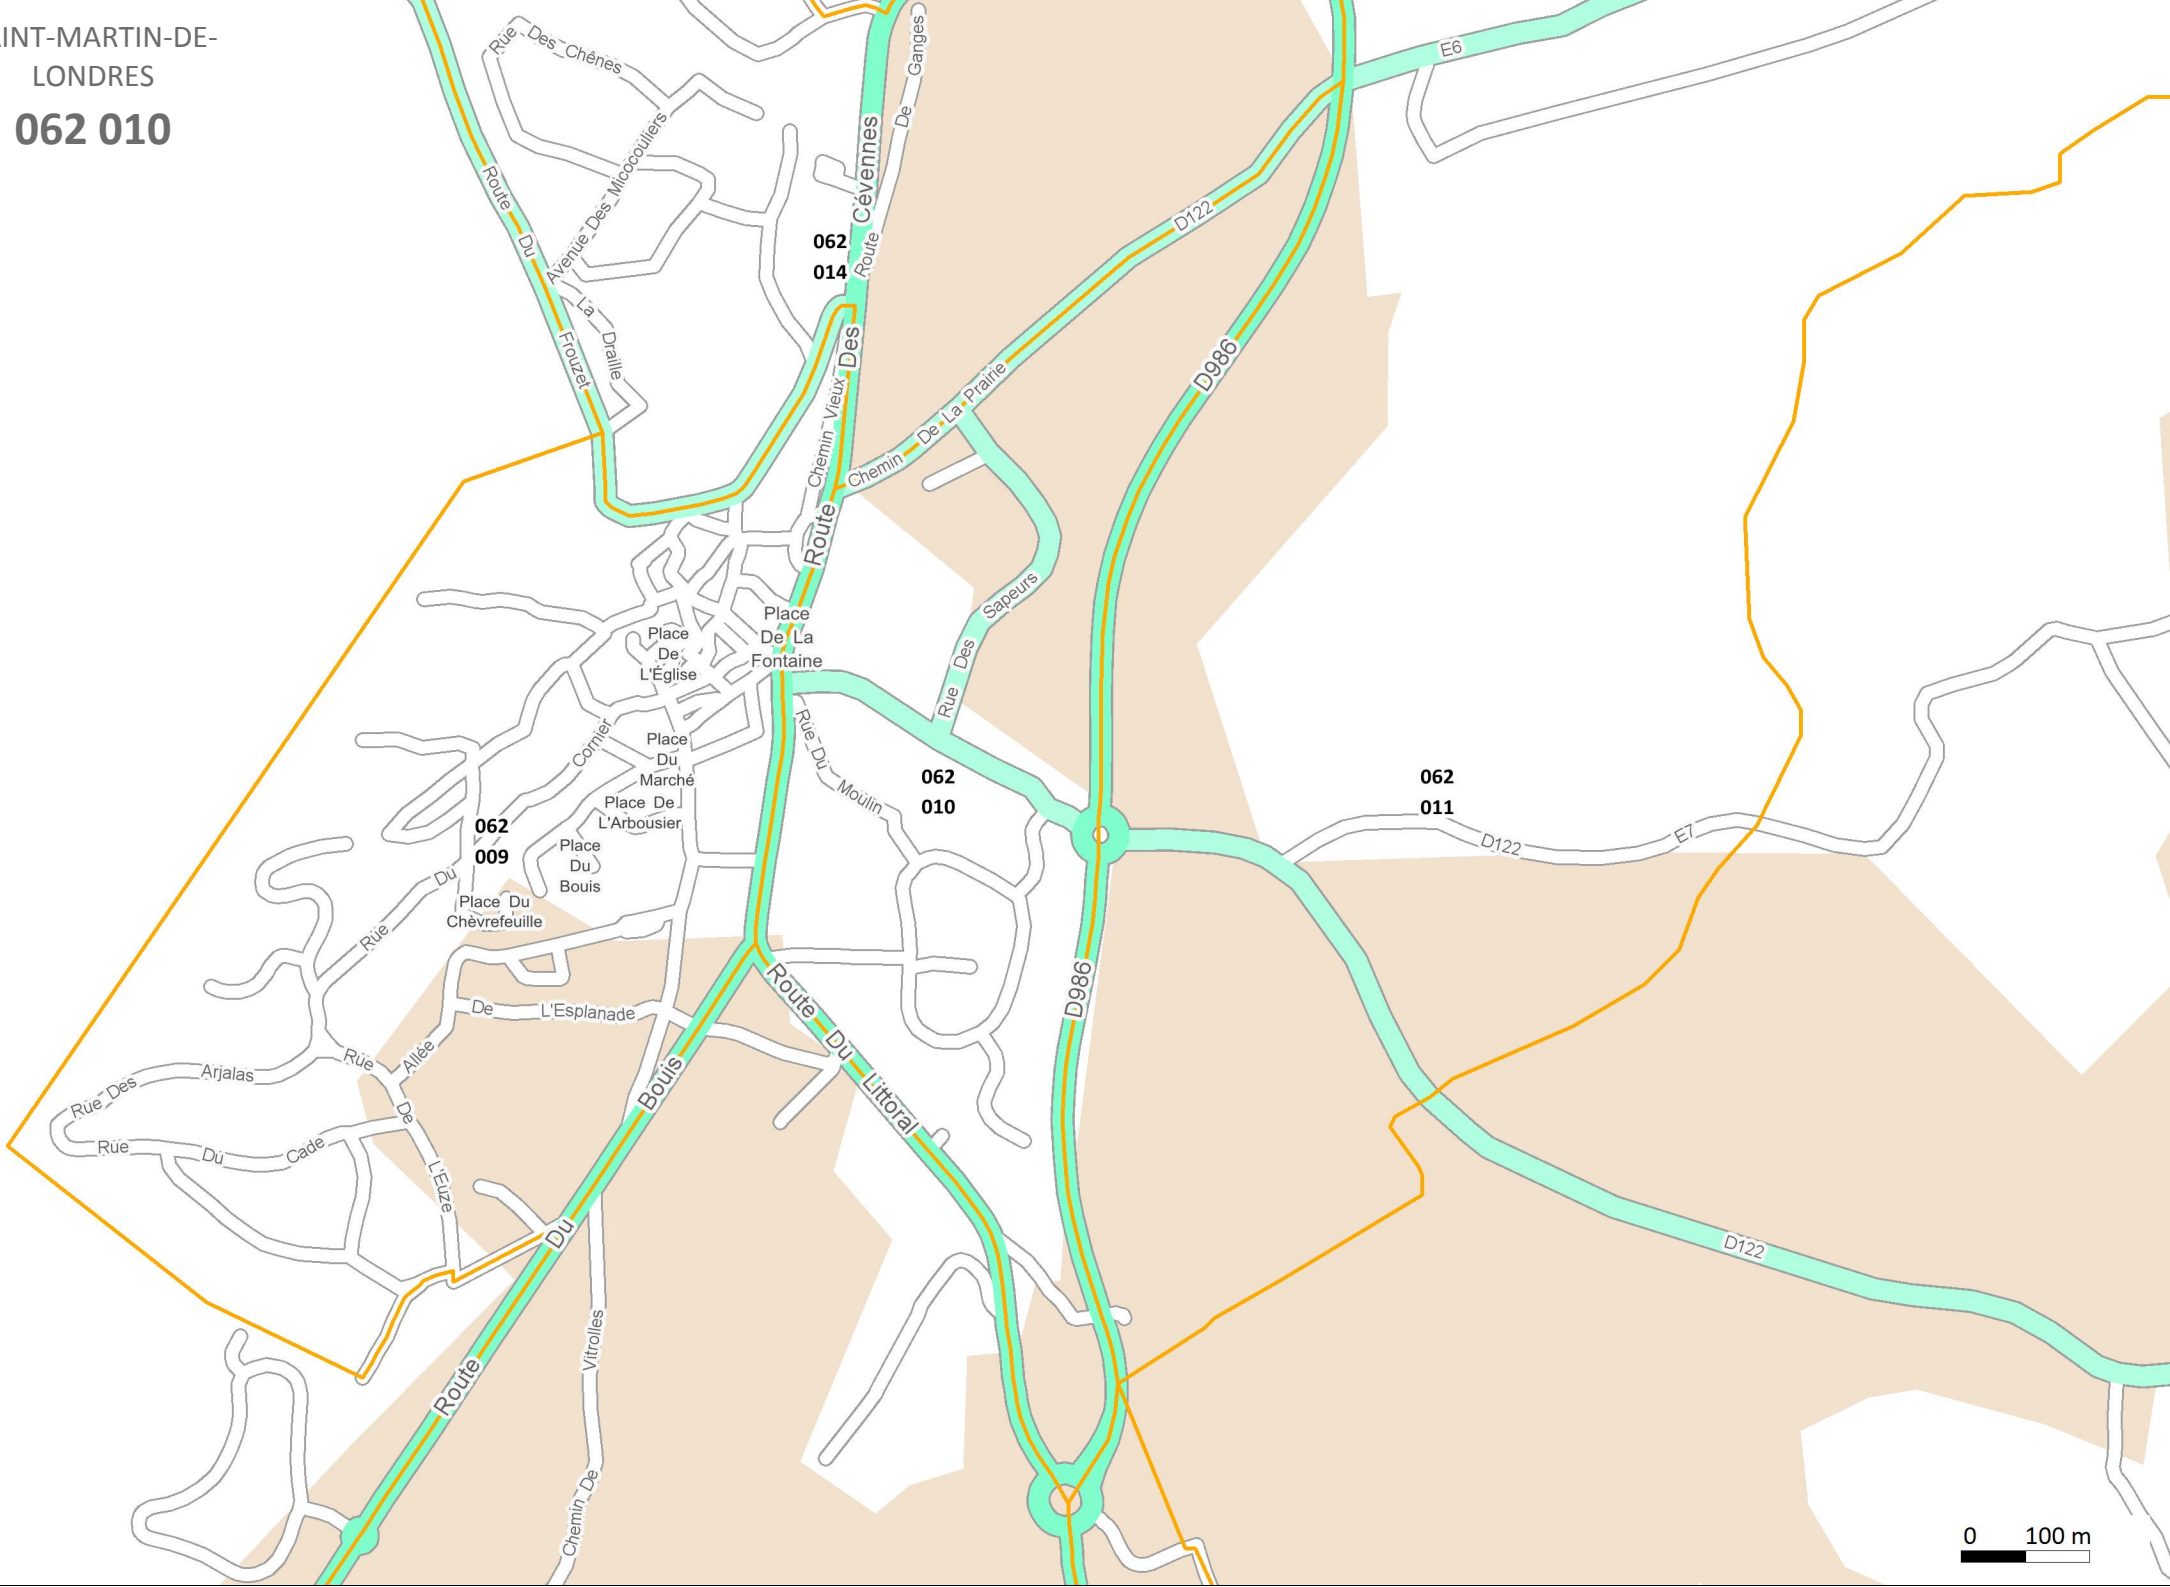 INT-MARTIN-DE-
LONDRES
062 010
Rue Des Chênes
Avenue Des Micocouliers
Route De Ganges
E6
Route Du Frouzet
La Draille
062
014
Route Des Cévennes
Chemin Vieux
D122
Chemin De La Prairie
D986
Rue Des Sapeurs
Place
De La
Fontaine
Place
De
L'Église
Rue Du Moulin
Place
Du
Marché
Place De
L'Arbousier
Place
Du
Bouis
Place Du
Chèvrefeuille
Rue Du Cornier
062
009
062
010
062
011
D122
E7
D986
Route Du Littoral
Allée De L'Esplanade
Rue Des Arjalas
Rue De L'Euze
Rue Du Cade
Route Du Bouis
Chemin De Vitrolles
D122
0 100 m